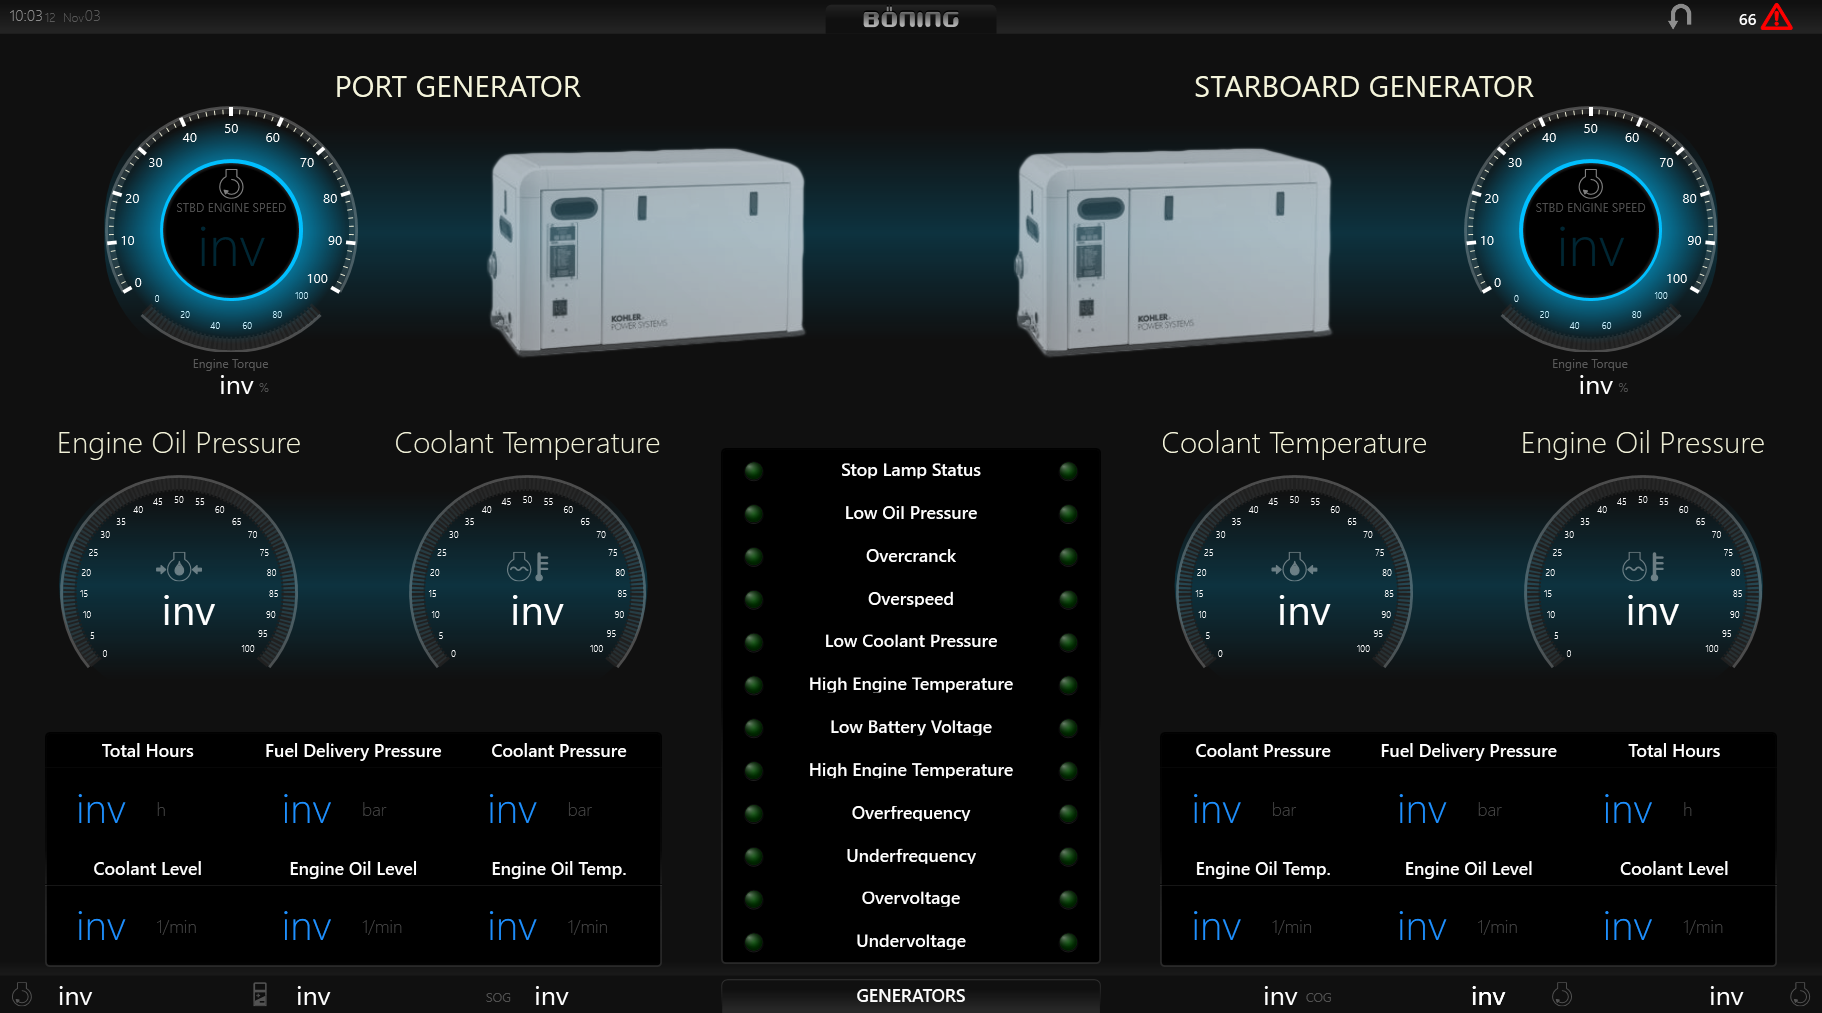 10:03 12 Nov 03
BÖNING
66
PORT GENERATOR
STARBOARD GENERATOR
0 10 20 30 40 50 60 70 80 90 100
STBD ENGINE SPEED
inv
0 20 40 60 80 100
Engine Torque
inv %
KOHLER
POWER SYSTEMS
KOHLER
POWER SYSTEMS
0 10 20 30 40 50 60 70 80 90 100
STBD ENGINE SPEED
inv
0 20 40 60 80 100
Engine Torque
inv %
Engine Oil Pressure
0 5 10 15 20 25 30 35 40 45 50 55 60 65 70 75 80 85 90 95 100
inv
Coolant Temperature
0 5 10 15 20 25 30 35 40 45 50 55 60 65 70 75 80 85 90 95 100
inv
Stop Lamp Status
Low Oil Pressure
Overcranck
Overspeed
Low Coolant Pressure
High Engine Temperature
Low Battery Voltage
High Engine Temperature
Overfrequency
Underfrequency
Overvoltage
Undervoltage
Coolant Temperature
0 5 10 15 20 25 30 35 40 45 50 55 60 65 70 75 80 85 90 95 100
inv
Engine Oil Pressure
0 5 10 15 20 25 30 35 40 45 50 55 60 65 70 75 80 85 90 95 100
inv
Total Hours Fuel Delivery Pressure Coolant Pressure
inv h inv bar inv bar
Coolant Level Engine Oil Level Engine Oil Temp.
inv 1/min inv 1/min inv 1/min
Coolant Pressure Fuel Delivery Pressure Total Hours
inv bar inv bar inv h
Engine Oil Temp. Engine Oil Level Coolant Level
inv 1/min inv 1/min inv 1/min
inv inv SOG inv GENERATORS inv COG inv inv